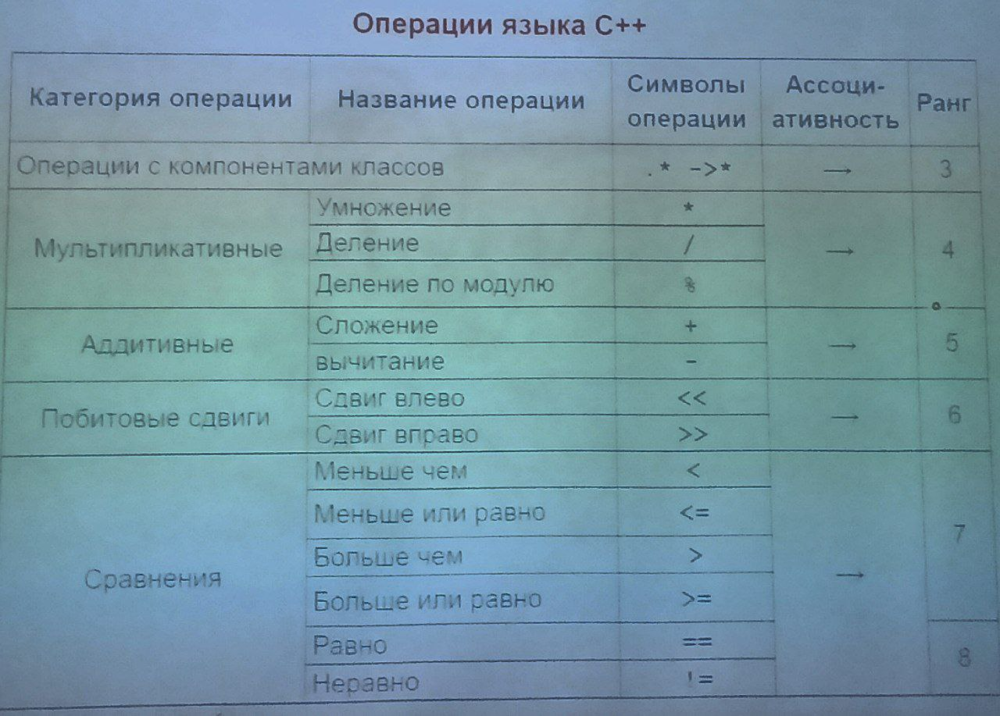 Операции языка C++
Категория операции Название операции Символы операции Ассоци-ативность Ранг
Операции с компонентами классов .* ->* → 3
Мультипликативные Умножение * → 4
Деление /
Деление по модулю %
Аддитивные Сложение + → 5
вычитание -
Побитовые сдвиги Сдвиг влево << → 6
Сдвиг вправо >>
Сравнения Меньше чем < → 7
Меньше или равно <=
Больше чем >
Больше или равно >=
Равно == 8
Неравно !=